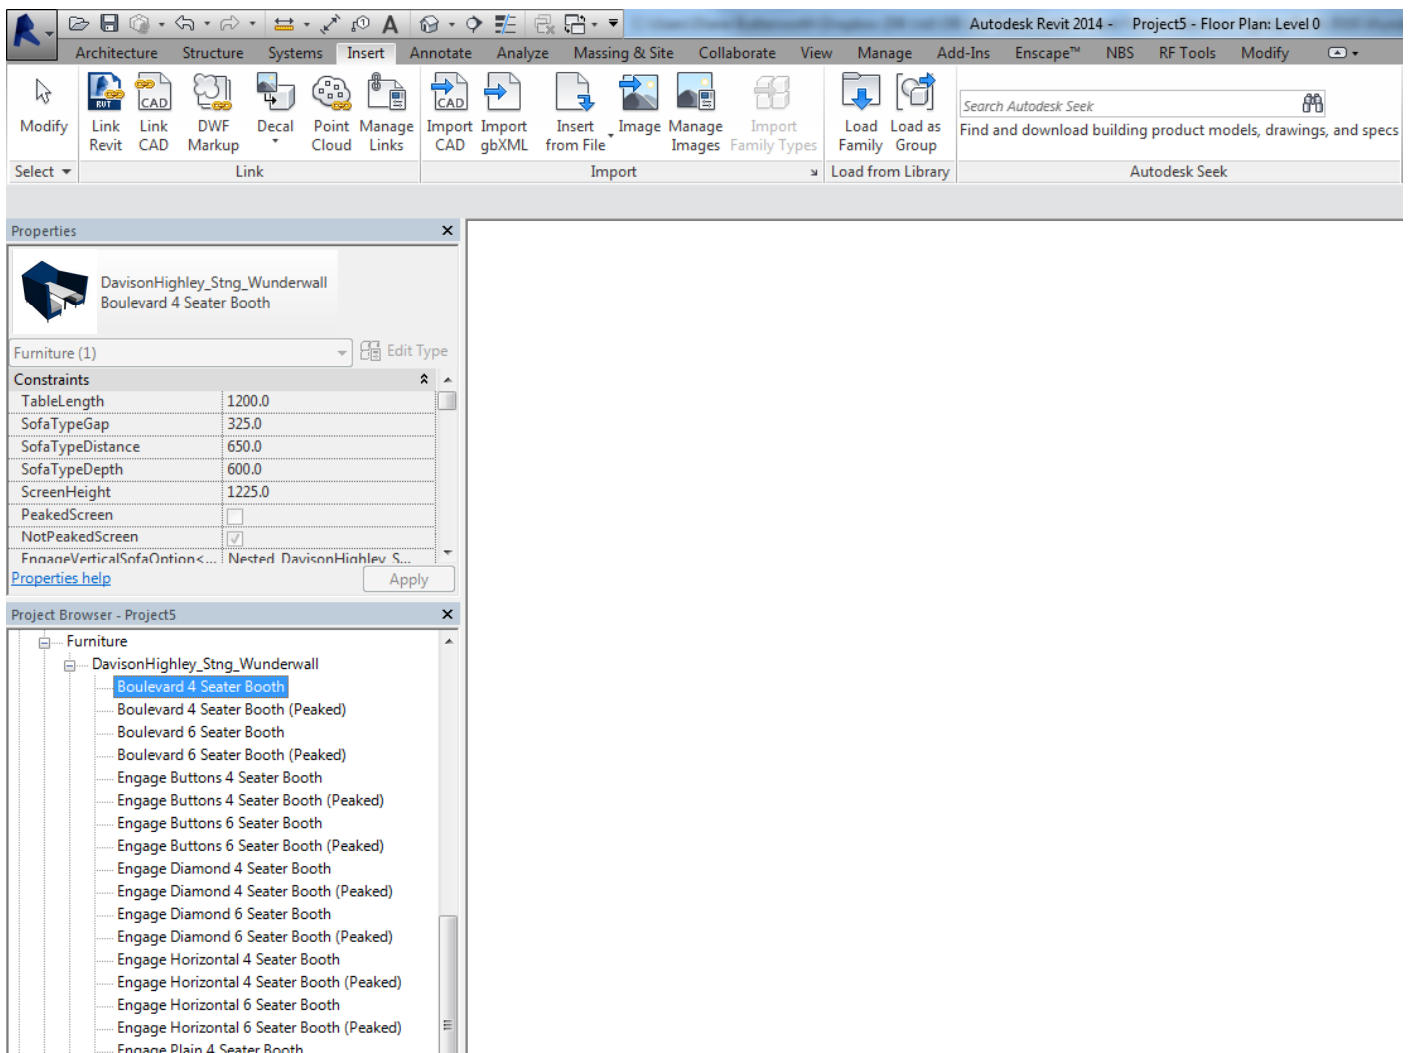 Autodesk Revit 2014 - Project5 - Floor Plan: Level 0
Architecture Structure Systems Insert Annotate Analyze Massing & Site Collaborate View Manage Add-Ins Enscape™ NBS RF Tools Modify
Modify
Link Revit
Link CAD
DWF Markup
Decal
Point Cloud
Manage Links
Import CAD
Import gbXML
Insert from File
Image
Manage Images
Import Family Types
Load Family
Load as Group
Search Autodesk Seek
Find and download building product models, drawings, and specs
Select
Link
Import
Load from Library
Autodesk Seek
Properties
DavisonHighley_Stng_Wunderwall
Boulevard 4 Seater Booth
Furniture (1)
Edit Type
Constraints
TableLength 1200.0
SofaTypeGap 325.0
SofaTypeDistance 650.0
SofaTypeDepth 600.0
ScreenHeight 1225.0
PeakedScreen
NotPeakedScreen
EngageVerticalSofaOption<... Nested_DavisonHighley_S...
Properties help
Apply
Project Browser - Project5
Furniture
DavisonHighley_Stng_Wunderwall
Boulevard 4 Seater Booth
Boulevard 4 Seater Booth (Peaked)
Boulevard 6 Seater Booth
Boulevard 6 Seater Booth (Peaked)
Engage Buttons 4 Seater Booth
Engage Buttons 4 Seater Booth (Peaked)
Engage Buttons 6 Seater Booth
Engage Buttons 6 Seater Booth (Peaked)
Engage Diamond 4 Seater Booth
Engage Diamond 4 Seater Booth (Peaked)
Engage Diamond 6 Seater Booth
Engage Diamond 6 Seater Booth (Peaked)
Engage Horizontal 4 Seater Booth
Engage Horizontal 4 Seater Booth (Peaked)
Engage Horizontal 6 Seater Booth
Engage Horizontal 6 Seater Booth (Peaked)
Engage Plain 4 Seater Booth